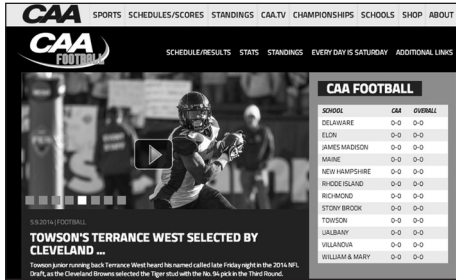 CAA SPORTS SCHEDULES/SCORES STANDINGS CAA.TV CHAMPIONSHIPS SCHOOLS SHOP ABOUT
CAA
FOOTBALL
SCHEDULE/RESULTS STATS STANDINGS EVERY DAY IS SATURDAY ADDITIONAL LINKS
5.9.2014 | FOOTBALL
TOWSON'S TERRANCE WEST SELECTED BY
CLEVELAND ...
Towson junior running back Terrance West heard his named called late Friday night in the 2014 NFL
Draft, as the Cleveland Browns selected the Tiger stud with the No. 94 pick in the Third Round.
CAA FOOTBALL
SCHOOL CAA OVERALL
DELAWARE 0-0 0-0
ELON 0-0 0-0
JAMES MADISON 0-0 0-0
MAINE 0-0 0-0
NEW HAMPSHIRE 0-0 0-0
RHODE ISLAND 0-0 0-0
RICHMOND 0-0 0-0
STONY BROOK 0-0 0-0
TOWSON 0-0 0-0
UALBANY 0-0 0-0
VILLANOVA 0-0 0-0
WILLIAM & MARY 0-0 0-0